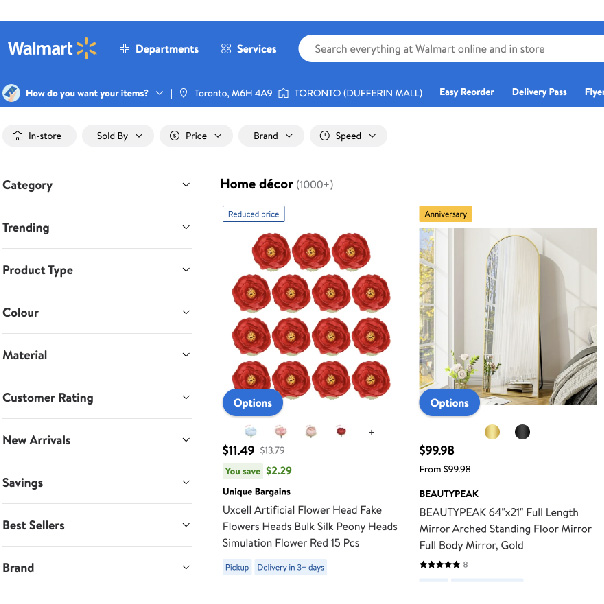 Walmart
Departments
Services
Search everything at Walmart online and in store
How do you want your items?
Toronto, M6H 4A9
TORONTO (DUFFERIN MALL)
Easy Reorder
Delivery Pass
Flye
In-store
Sold By
Price
Brand
Speed
Category
Trending
Product Type
Colour
Material
Customer Rating
New Arrivals
Savings
Best Sellers
Brand
Home décor (1000+)
Reduced price
Options
+
$11.49 $13.79
You save $2.29
Unique Bargains
Uxcell Artificial Flower Head Fake
Flowers Heads Bulk Silk Peony Heads
Simulation Flower Red 15 Pcs
Pickup Delivery in 3+ days
Anniversary
Options
$99.98
From $99.98
BEAUTYPEAK
BEAUTYPEAK 64"x21" Full Length
Mirror Arched Standing Floor Mirror
Full Body Mirror, Gold
8